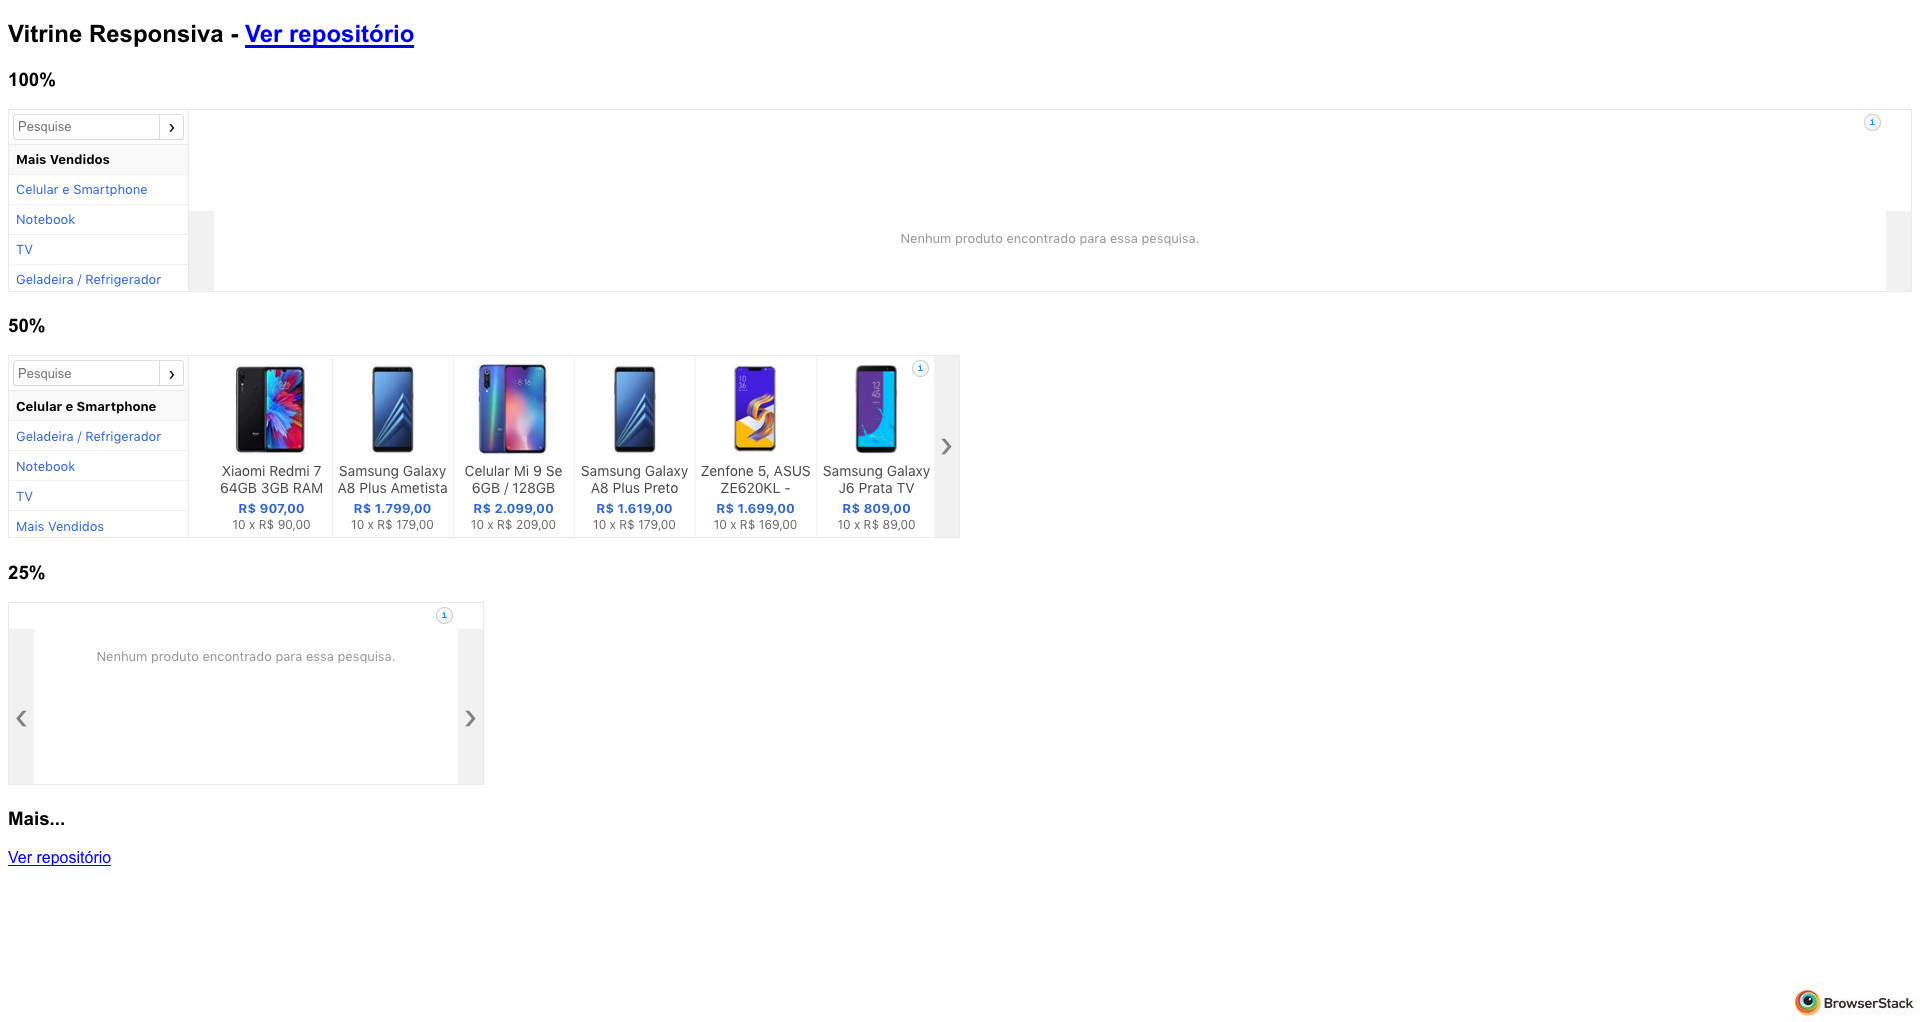 Vitrine Responsiva - Ver repositório
100%
Pesquise
Mais Vendidos
Celular e Smartphone
Notebook
TV
Geladeira / Refrigerador
Nenhum produto encontrado para essa pesquisa.
50%
Pesquise
Celular e Smartphone
Geladeira / Refrigerador
Notebook
TV
Mais Vendidos
Xiaomi Redmi 7
64GB 3GB RAM
R$ 907,00
10 x R$ 90,00
Samsung Galaxy
A8 Plus Ametista
R$ 1.799,00
10 x R$ 179,00
Celular Mi 9 Se
6GB / 128GB
R$ 2.099,00
10 x R$ 209,00
Samsung Galaxy
A8 Plus Preto
R$ 1.619,00
10 x R$ 179,00
Zenfone 5, ASUS
ZE620KL -
R$ 1.699,00
10 x R$ 169,00
Samsung Galaxy
J6 Prata TV
R$ 809,00
10 x R$ 89,00
25%
Nenhum produto encontrado para essa pesquisa.
Mais...
Ver repositório
BrowserStack